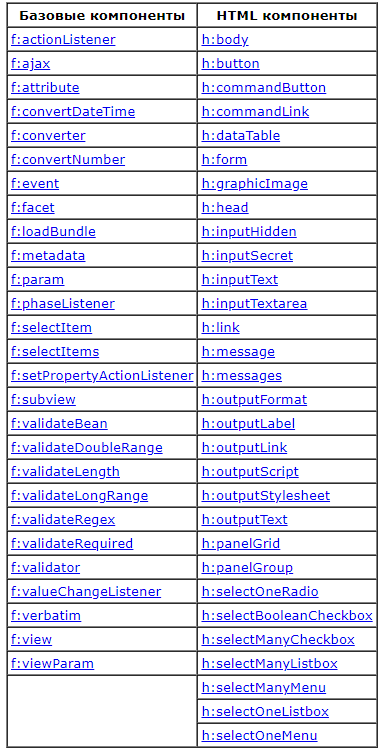 Базовые компоненты HTML компоненты
f:actionListener h:body
f:ajax h:button
f:attribute h:commandButton
f:convertDateTime h:commandLink
f:converter h:dataTable
f:convertNumber h:form
f:event h:graphicImage
f:facet h:head
f:loadBundle h:inputHidden
f:metadata h:inputSecret
f:param h:inputText
f:phaseListener h:inputTextarea
f:selectItem h:link
f:selectItems h:message
f:setPropertyActionListener h:messages
f:subview h:outputFormat
f:validateBean h:outputLabel
f:validateDoubleRange h:outputLink
f:validateLength h:outputScript
f:validateLongRange h:outputStylesheet
f:validateRegex h:outputText
f:validateRequired h:panelGrid
f:validator h:panelGroup
f:valueChangeListener h:selectOneRadio
f:verbatim h:selectBooleanCheckbox
f:view h:selectManyCheckbox
f:viewParam h:selectManyListbox
h:selectManyMenu
h:selectOneListbox
h:selectOneMenu